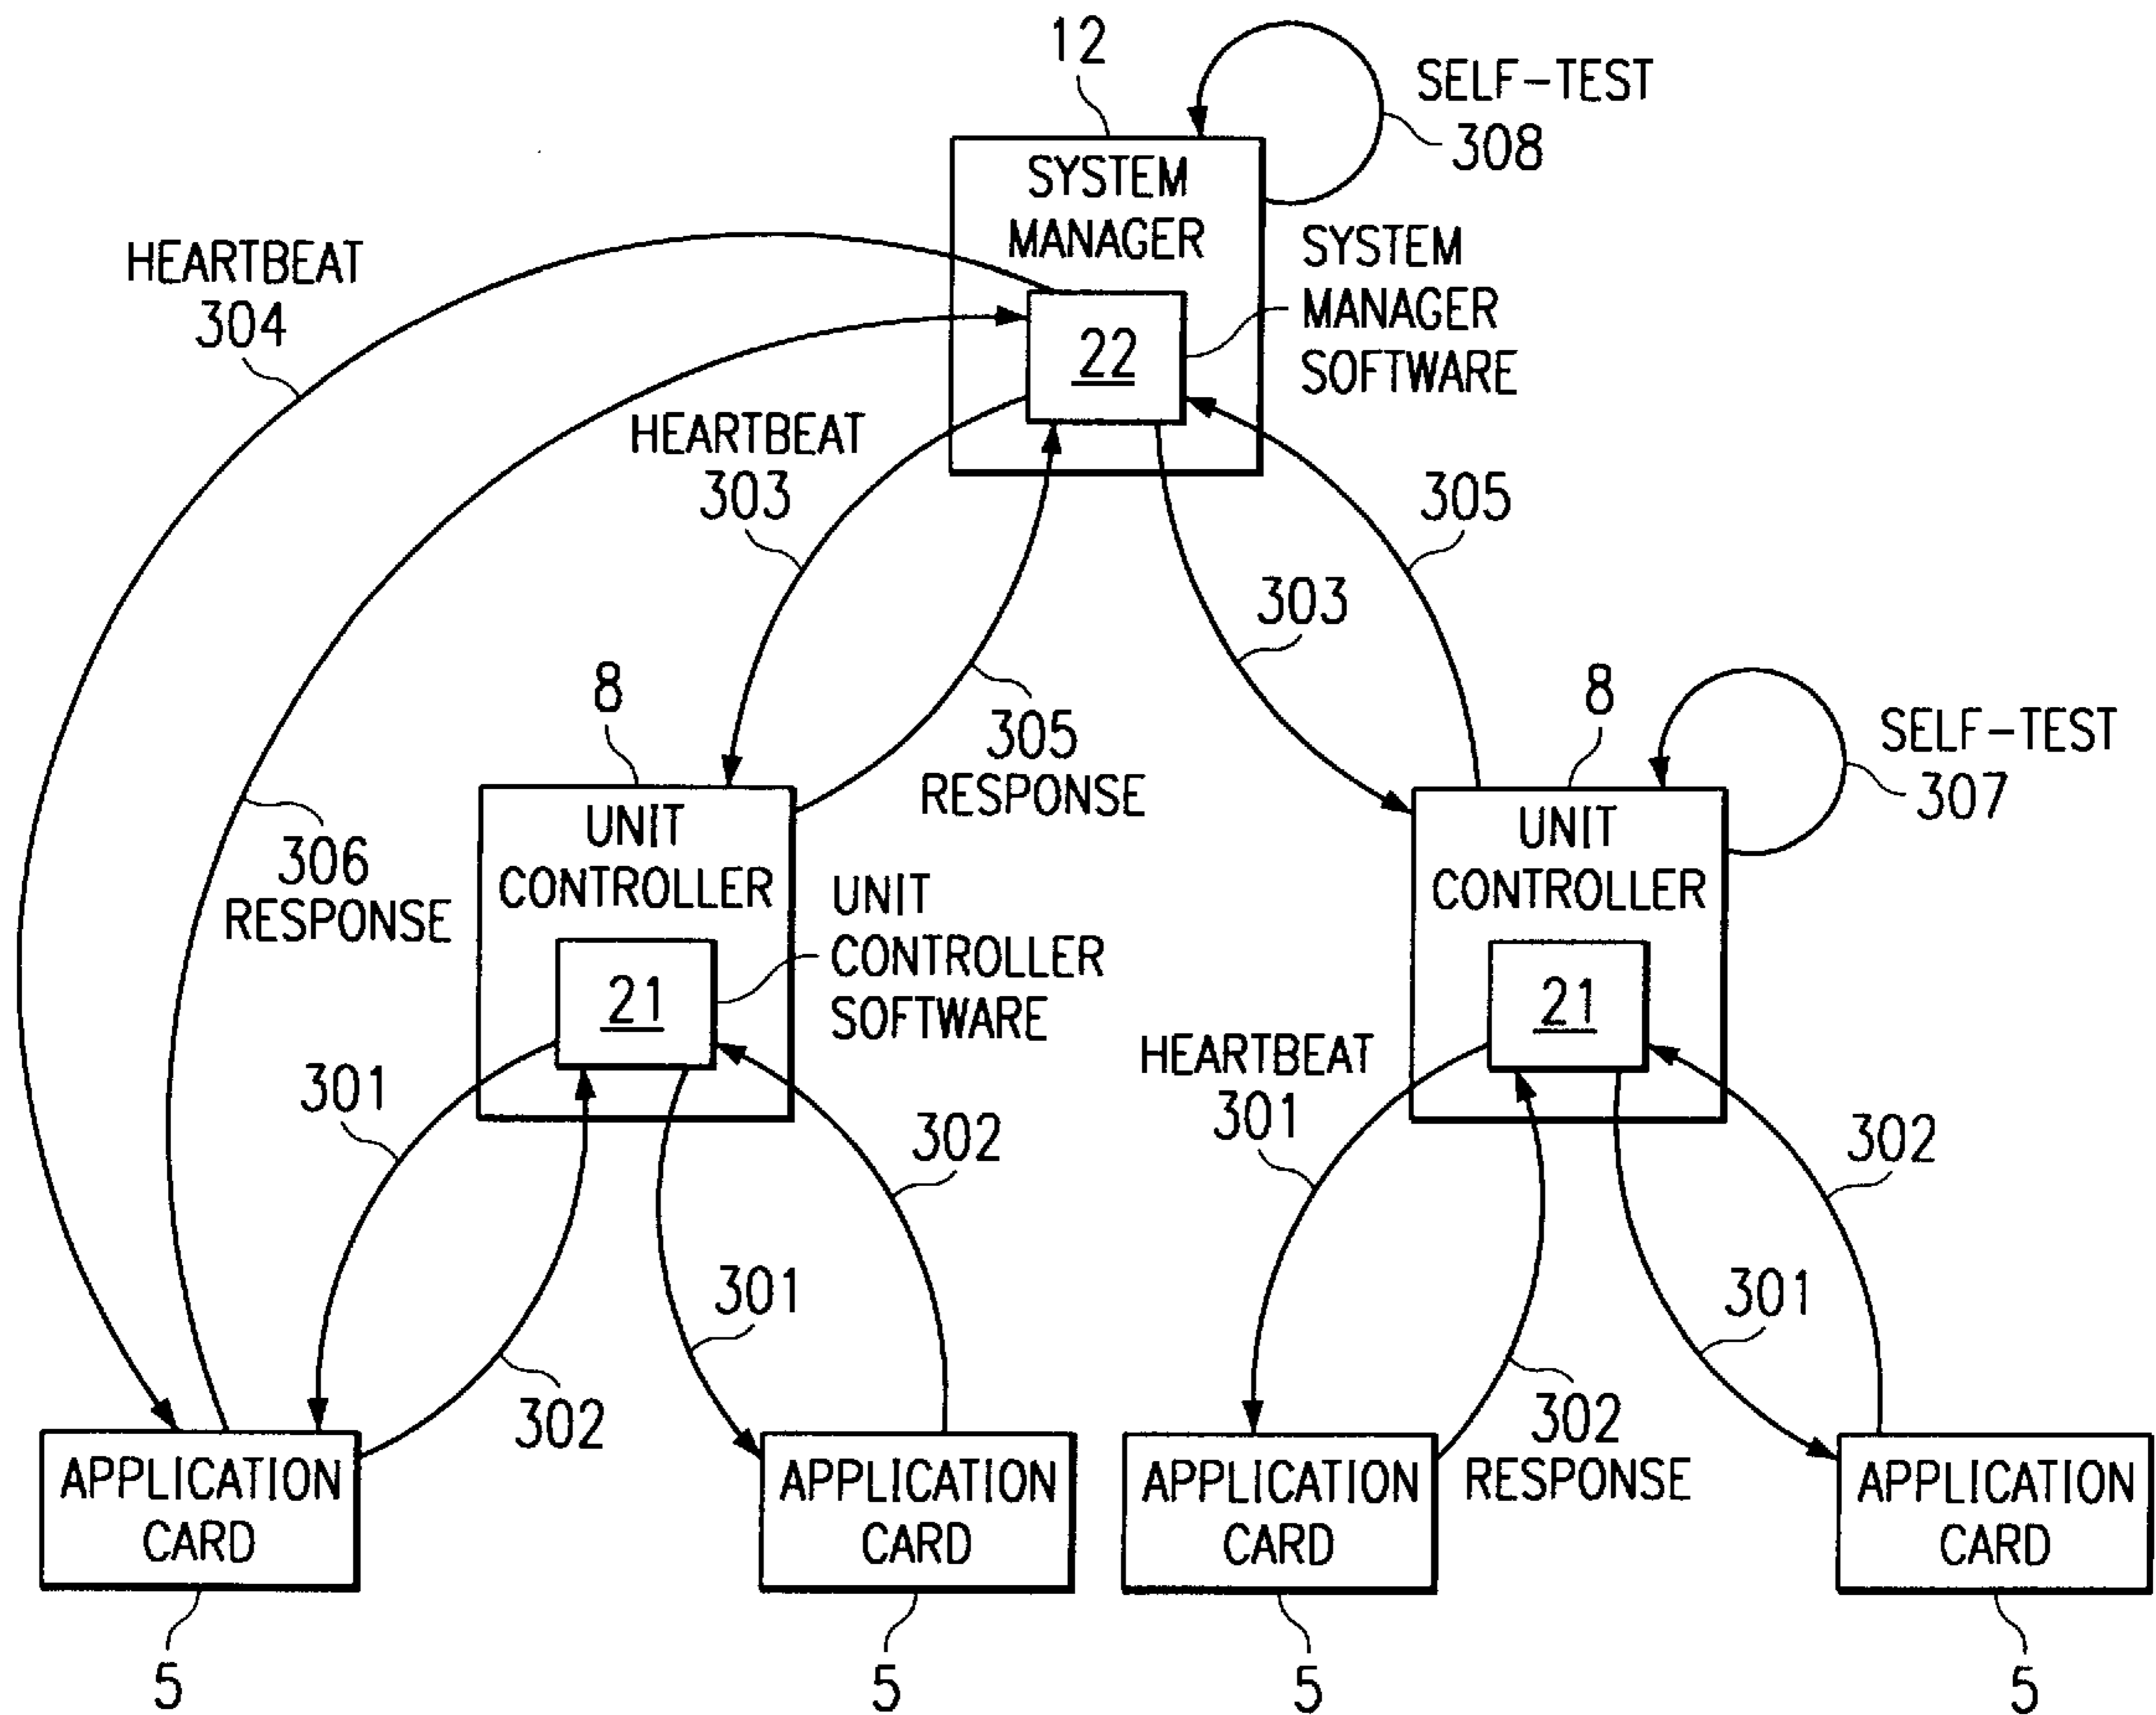 12
SELF-TEST
308
SYSTEM
MANAGER
SYSTEM
MANAGER
SOFTWARE
22
HEARTBEAT
304
HEARTBEAT
303
305
303
8
305
RESPONSE
8
SELF-TEST
307
306
RESPONSE
UNIT
CONTROLLER
UNIT
CONTROLLER
SOFTWARE
21
UNIT
CONTROLLER
21
301
302
HEARTBEAT
301
302
301
302
301
302
RESPONSE
APPLICATION
CARD
APPLICATION
CARD
APPLICATION
CARD
APPLICATION
CARD
5
5
5
5